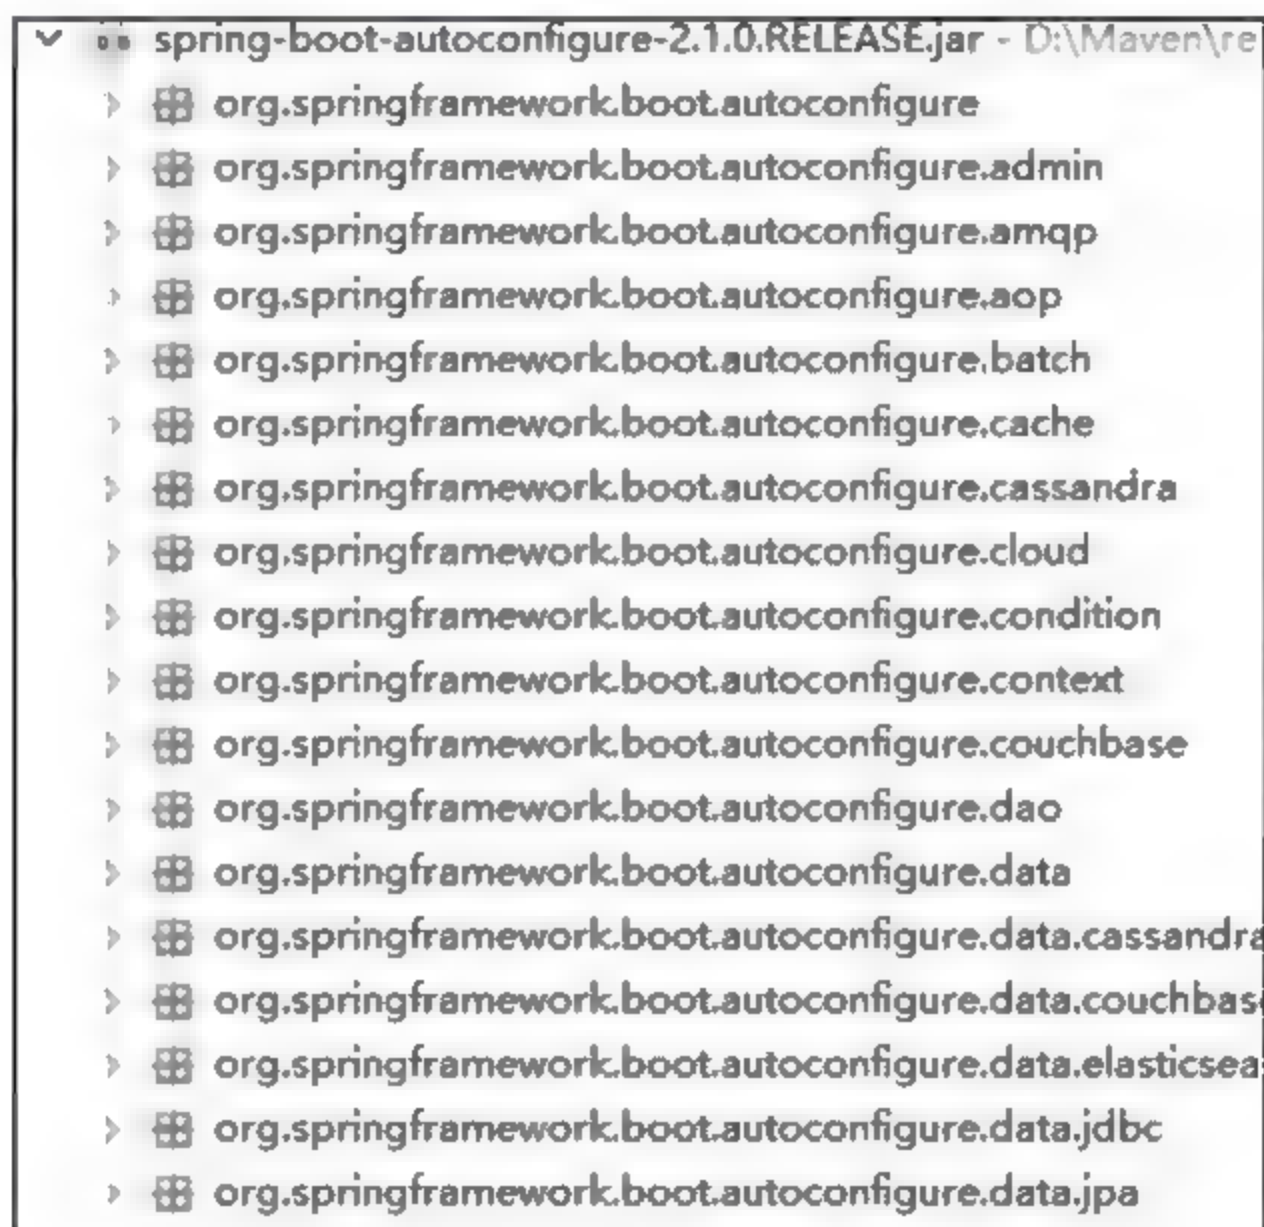 spring-boot-autoconfigure-2.1.0.RELEASE.jar - D:\Maven\re
org.springframework.boot.autoconfigure
org.springframework.boot.autoconfigure.admin
org.springframework.boot.autoconfigure.amqp
org.springframework.boot.autoconfigure.aop
org.springframework.boot.autoconfigure.batch
org.springframework.boot.autoconfigure.cache
org.springframework.boot.autoconfigure.cassandra
org.springframework.boot.autoconfigure.cloud
org.springframework.boot.autoconfigure.condition
org.springframework.boot.autoconfigure.context
org.springframework.boot.autoconfigure.couchbase
org.springframework.boot.autoconfigure.dao
org.springframework.boot.autoconfigure.data
org.springframework.boot.autoconfigure.data.cassandra
org.springframework.boot.autoconfigure.data.couchbase
org.springframework.boot.autoconfigure.data.elasticsea
org.springframework.boot.autoconfigure.data.jdbc
org.springframework.boot.autoconfigure.data.jpa